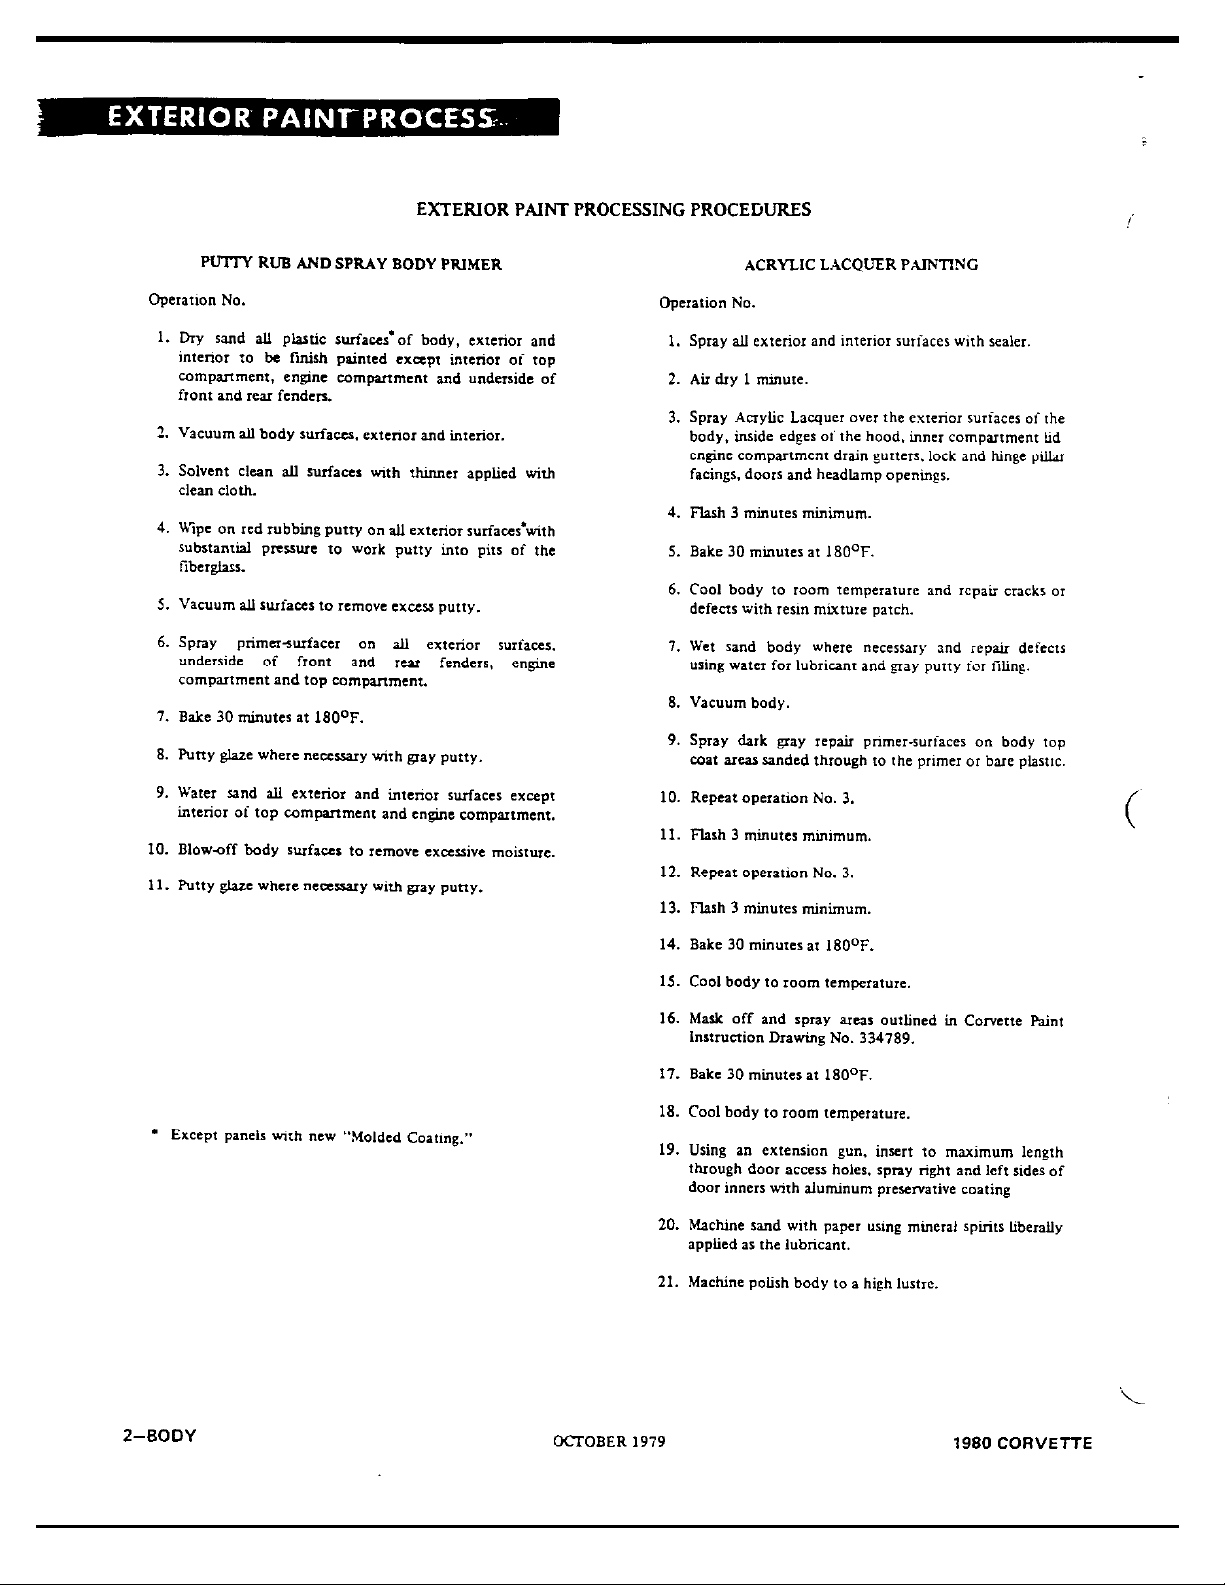 EXTERIOR PAINT PROCESS
EXTERIOR PAINT PROCESSING PROCEDURES
PUTTY RUB AND SPRAY BODY PRIMER
Operation No.
1. Dry sand all plastic surfaces* of body, exterior and
interior to be finish painted except interior of top
compartment, engine compartment and underside of
front and rear fenders.
2. Vacuum all body surfaces, exterior and interior.
3. Solvent clean all surfaces with thinner applied with
clean cloth.
4. Wipe on red rubbing putty on all exterior surfaces*with
substantial pressure to work putty into pits of the
fiberglass.
5. Vacuum all surfaces to remove excess putty.
6. Spray primer-surfacer on all exterior surfaces,
underside of front and rear fenders, engine
compartment and top compartment.
7. Bake 30 minutes at 180°F.
8. Putty glaze where necessary with gray putty.
9. Water sand all exterior and interior surfaces except
interior of top compartment and engine compartment.
10. Blow-off body surfaces to remove excessive moisture.
11. Putty glaze where necessary with gray putty.
* Except panels with new "Molded Coating."
ACRYLIC LACQUER PAINTING
Operation No.
1. Spray all exterior and interior surfaces with sealer.
2. Air dry 1 minute.
3. Spray Acrylic Lacquer over the exterior surfaces of the
body, inside edges of the hood, inner compartment lid
engine compartment drain gutters, lock and hinge pillar
facings, doors and headlamp openings.
4. Flash 3 minutes minimum.
5. Bake 30 minutes at 180°F.
6. Cool body to room temperature and repair cracks or
defects with resin mixture patch.
7. Wet sand body where necessary and repair defects
using water for lubricant and gray putty for filing.
8. Vacuum body.
9. Spray dark gray repair primer-surfaces on body top
coat areas sanded through to the primer or bare plastic.
10. Repeat operation No. 3.
11. Flash 3 minutes minimum.
12. Repeat operation No. 3.
13. Flash 3 minutes minimum.
14. Bake 30 minutes at 180°F.
15. Cool body to room temperature.
16. Mask off and spray areas outlined in Corvette Paint
Instruction Drawing No. 334789.
17. Bake 30 minutes at 180°F.
18. Cool body to room temperature.
19. Using an extension gun, insert to maximum length
through door access holes, spray right and left sides of
door inners with aluminum preservative coating
20. Machine sand with paper using mineral spirits liberally
applied as the lubricant.
21. Machine polish body to a high lustre.
2—BODY
OCTOBER 1979
1980 CORVETTE